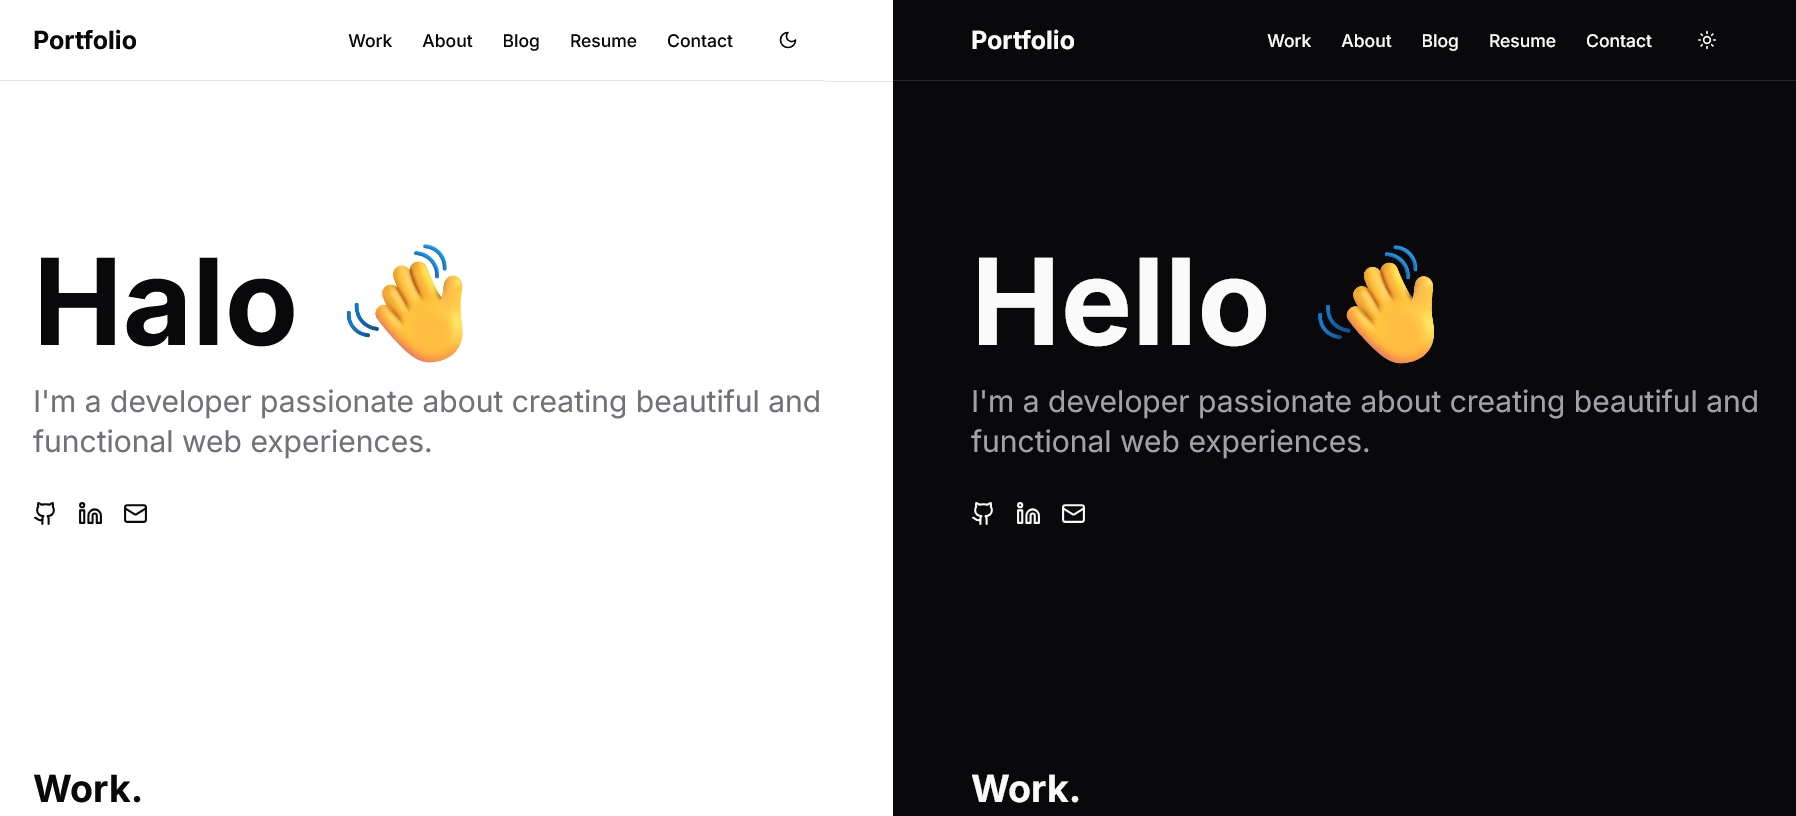 Portfolio Work About Blog Resume Contact
Halo
I'm a developer passionate about creating beautiful and
functional web experiences.
Work.
Portfolio Work About Blog Resume Contact
Hello
I'm a developer passionate about creating beautiful and
functional web experiences.
Work.